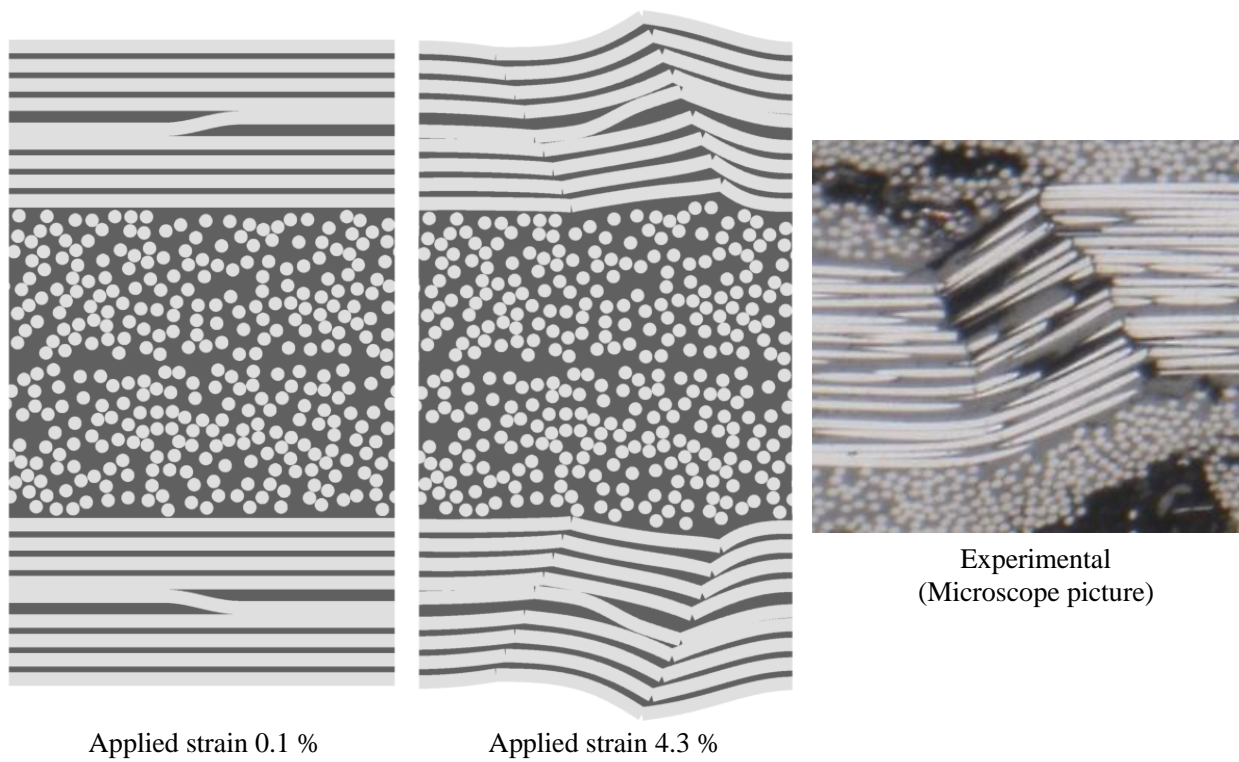 Experimental
(Microscope picture)
Applied strain 0.1 %
Applied strain 4.3 %